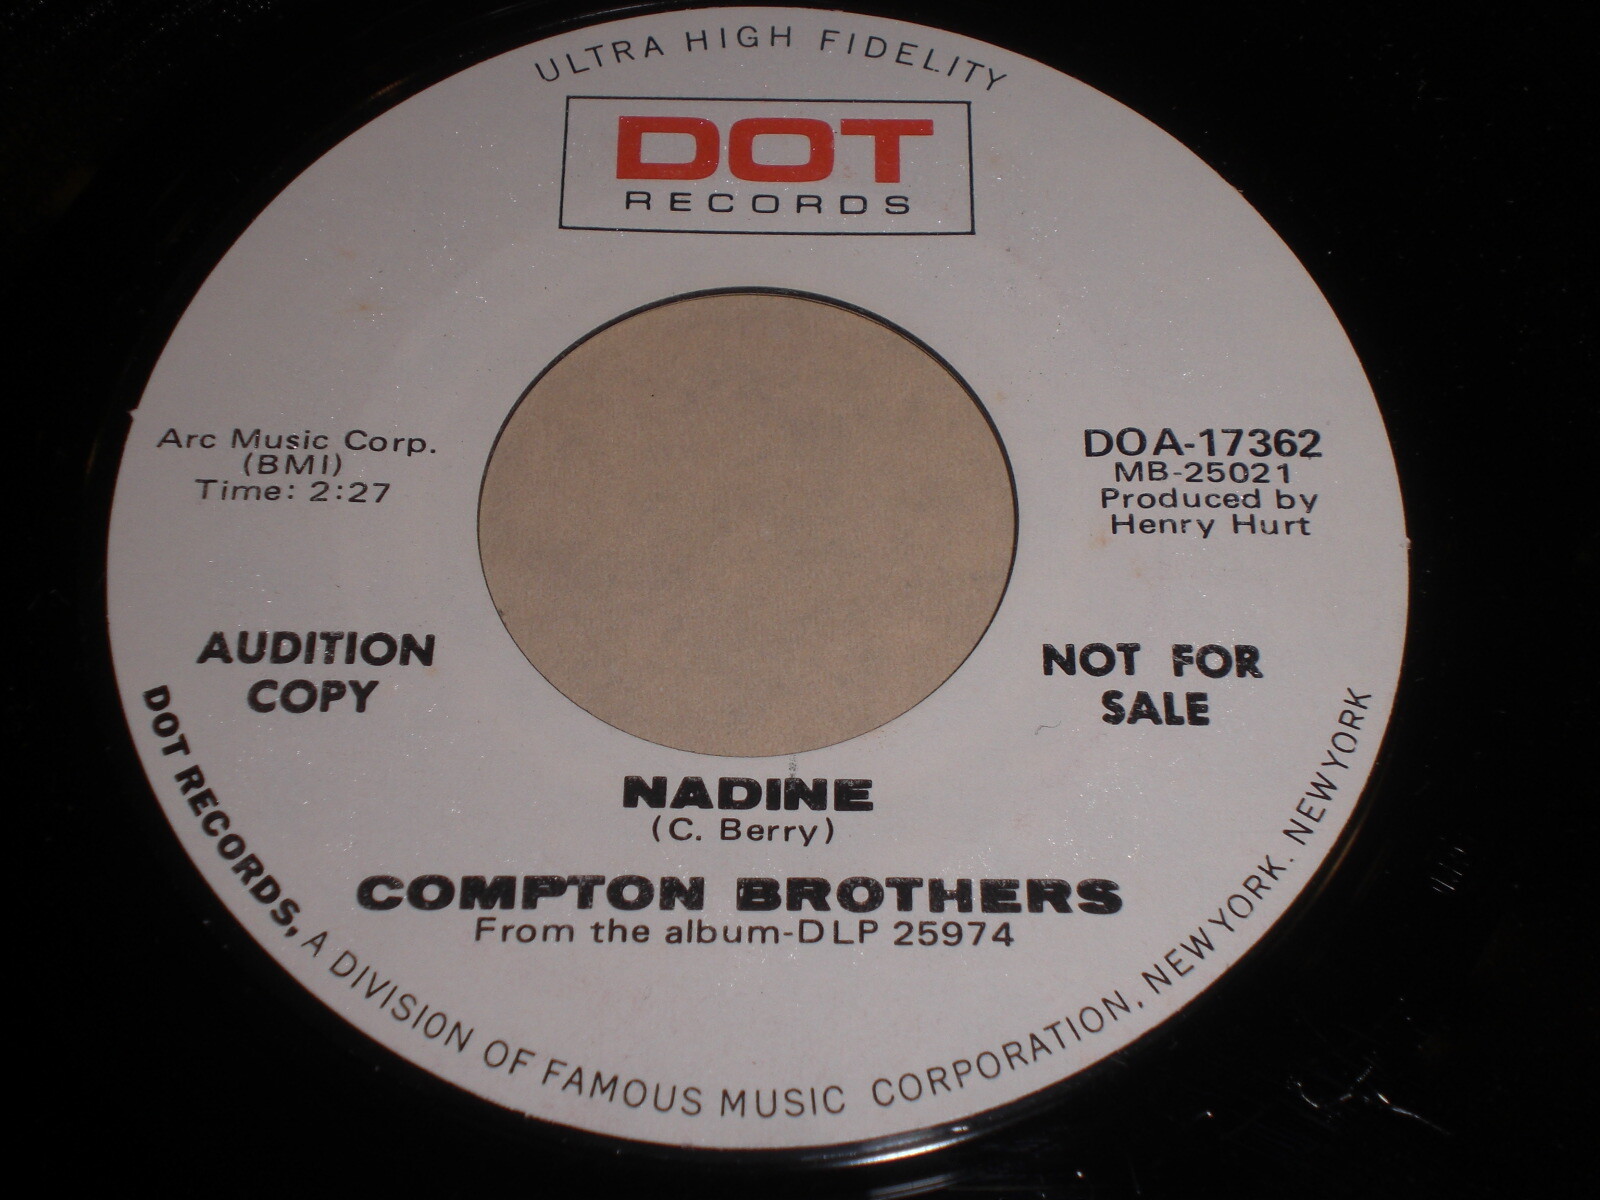 ULTRA HIGH FIDELITY
DOT
RECORDS
Arc Music Corp.
(BMI)
Time: 2:27
DOA-17362
MB-25021
Produced by
Henry Hurt
AUDITION
COPY
NOT FOR
SALE
NADINE
(C. Berry)
COMPTON BROTHERS
From the album-DLP 25974
DOT RECORDS, A DIVISION OF FAMOUS MUSIC CORPORATION, NEW YORK, NEW YORK